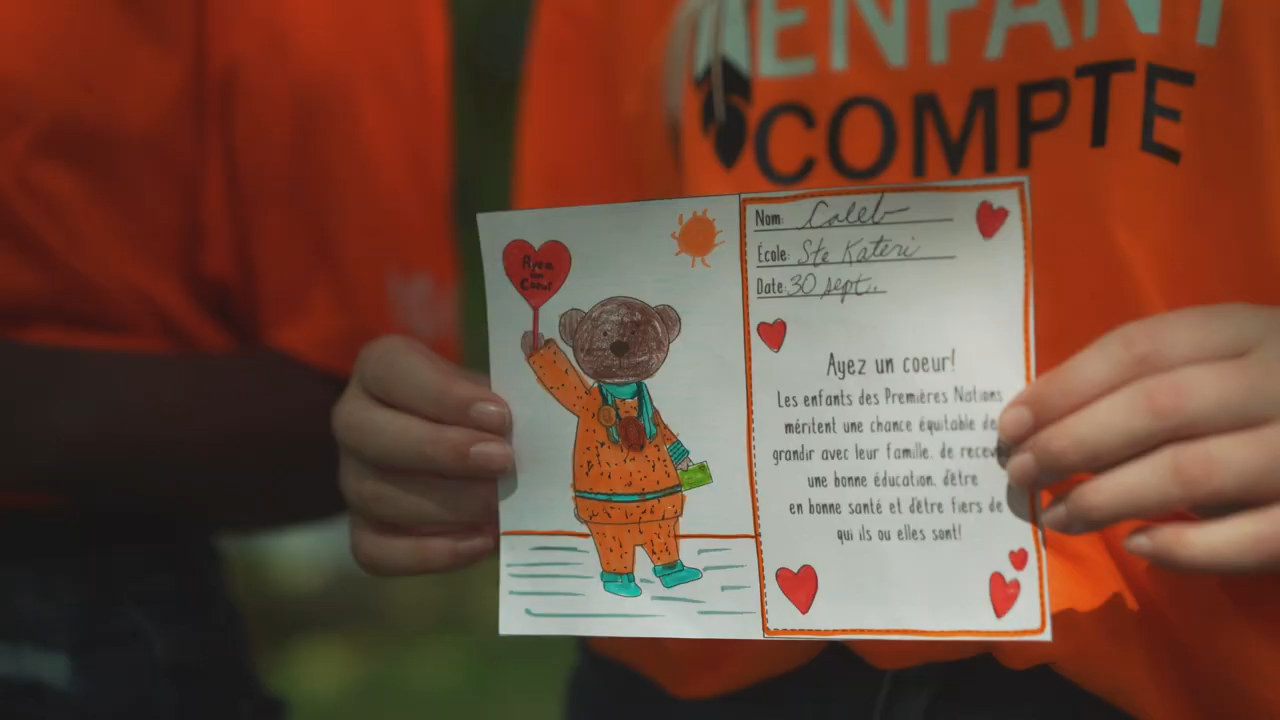 ENFANT
COMPTE
Ayez
un
Coeur
Nom: Caleb
École: Ste Kateri
Date: 30 sept..
Ayez un coeur!
Les enfants des Premières Nations
méritent une chance équitable de
grandir avec leur famille, de recevo
une bonne éducation, d'être
en bonne santé et d'être fiers de
qui ils ou elles sont!